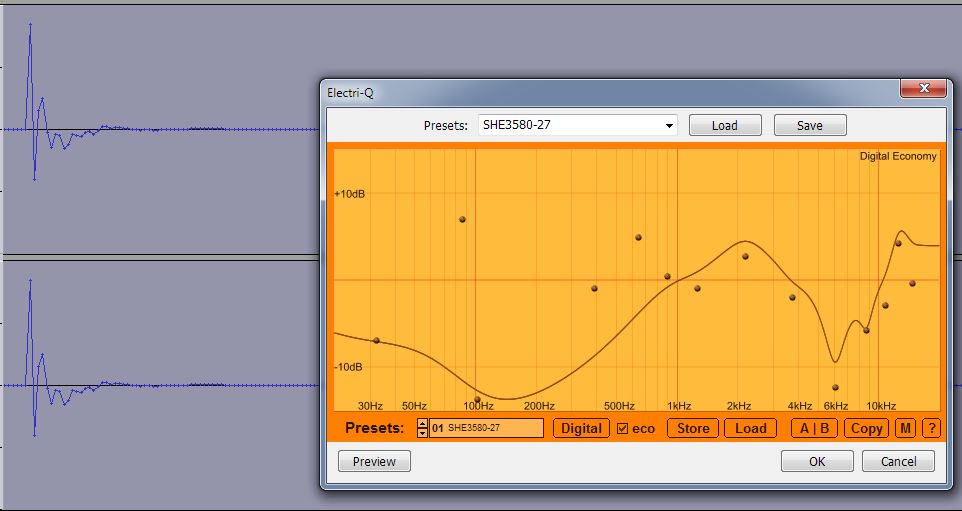 Electri-Q
Presets: SHE3580-27 Load Save
Digital Economy
+10dB
-10dB
30Hz 50Hz 100Hz 200Hz 500Hz 1kHz 2kHz 4kHz 6kHz 10kHz
Presets: 01 SHE3580-27 Digital eco Store Load A | B Copy M ?
Preview OK Cancel